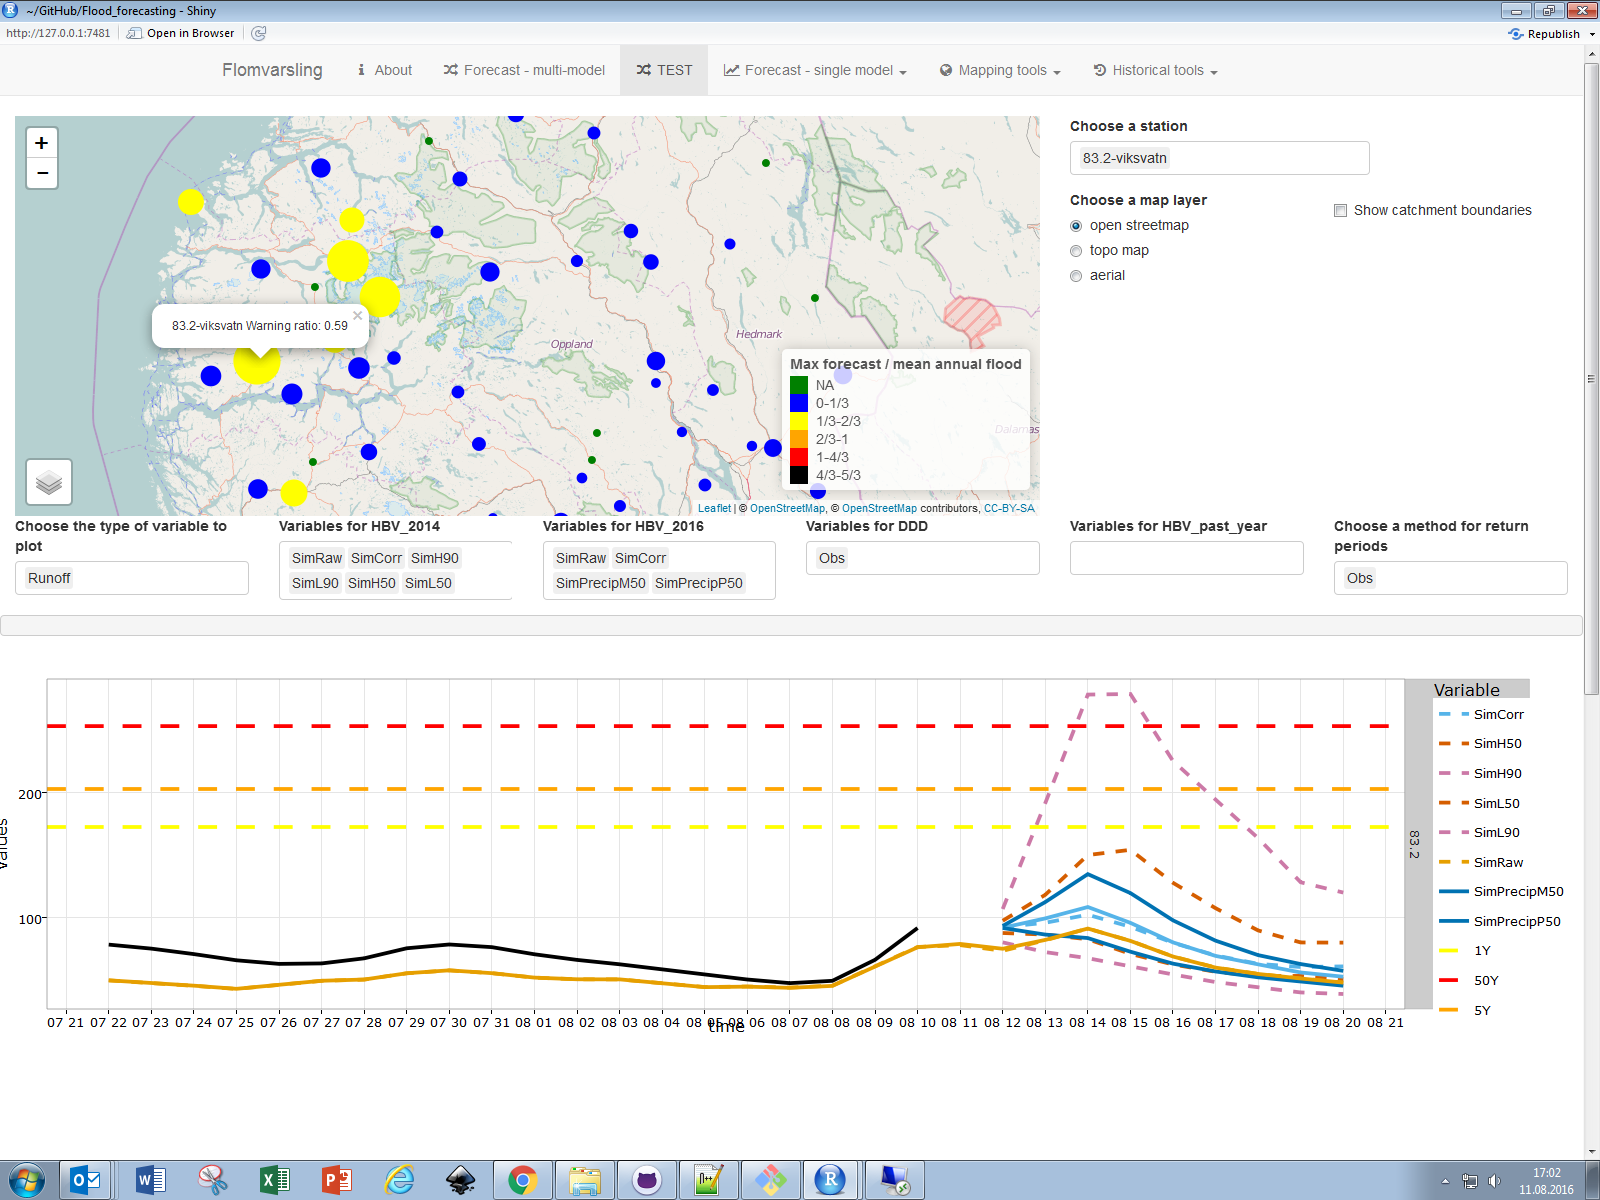 ~/GitHub/Flood_forecasting - Shiny
http://127.0.0.1:7481 Open in Browser Republish
Flomvarsling About Forecast - multi-model TEST Forecast - single model Mapping tools Historical tools
+
−
83.2-viksvatn Warning ratio: 0.59 ×
Oppland
Hedmark
Max forecast / mean annual flood
NA
0-1/3
1/3-2/3
2/3-1
1-4/3
4/3-5/3
Dalarnas
Leaflet | © OpenStreetMap, © OpenStreetMap contributors, CC-BY-SA
Choose a station
83.2-viksvatn
Choose a map layer
open streetmap
topo map
aerial
Show catchment boundaries
Choose the type of variable to plot
Runoff
Variables for HBV_2014
SimRaw SimCorr SimH90
SimL90 SimH50 SimL50
Variables for HBV_2016
SimRaw SimCorr
SimPrecipM50 SimPrecipP50
Variables for DDD
Obs
Variables for HBV_past_year
Choose a method for return periods
Obs
values
200
100
07 21 07 22 07 23 07 24 07 25 07 26 07 27 07 28 07 29 07 30 07 31 08 01 08 02 08 03 08 04 08 05 08 06 08 07 08 08 08 09 08 10 08 11 08 12 08 13 08 14 08 15 08 16 08 17 08 18 08 19 08 20 08 21
time
83.2
Variable
SimCorr
SimH50
SimH90
SimL50
SimL90
SimRaw
SimPrecipM50
SimPrecipP50
1Y
50Y
5Y
17:02
11.08.2016